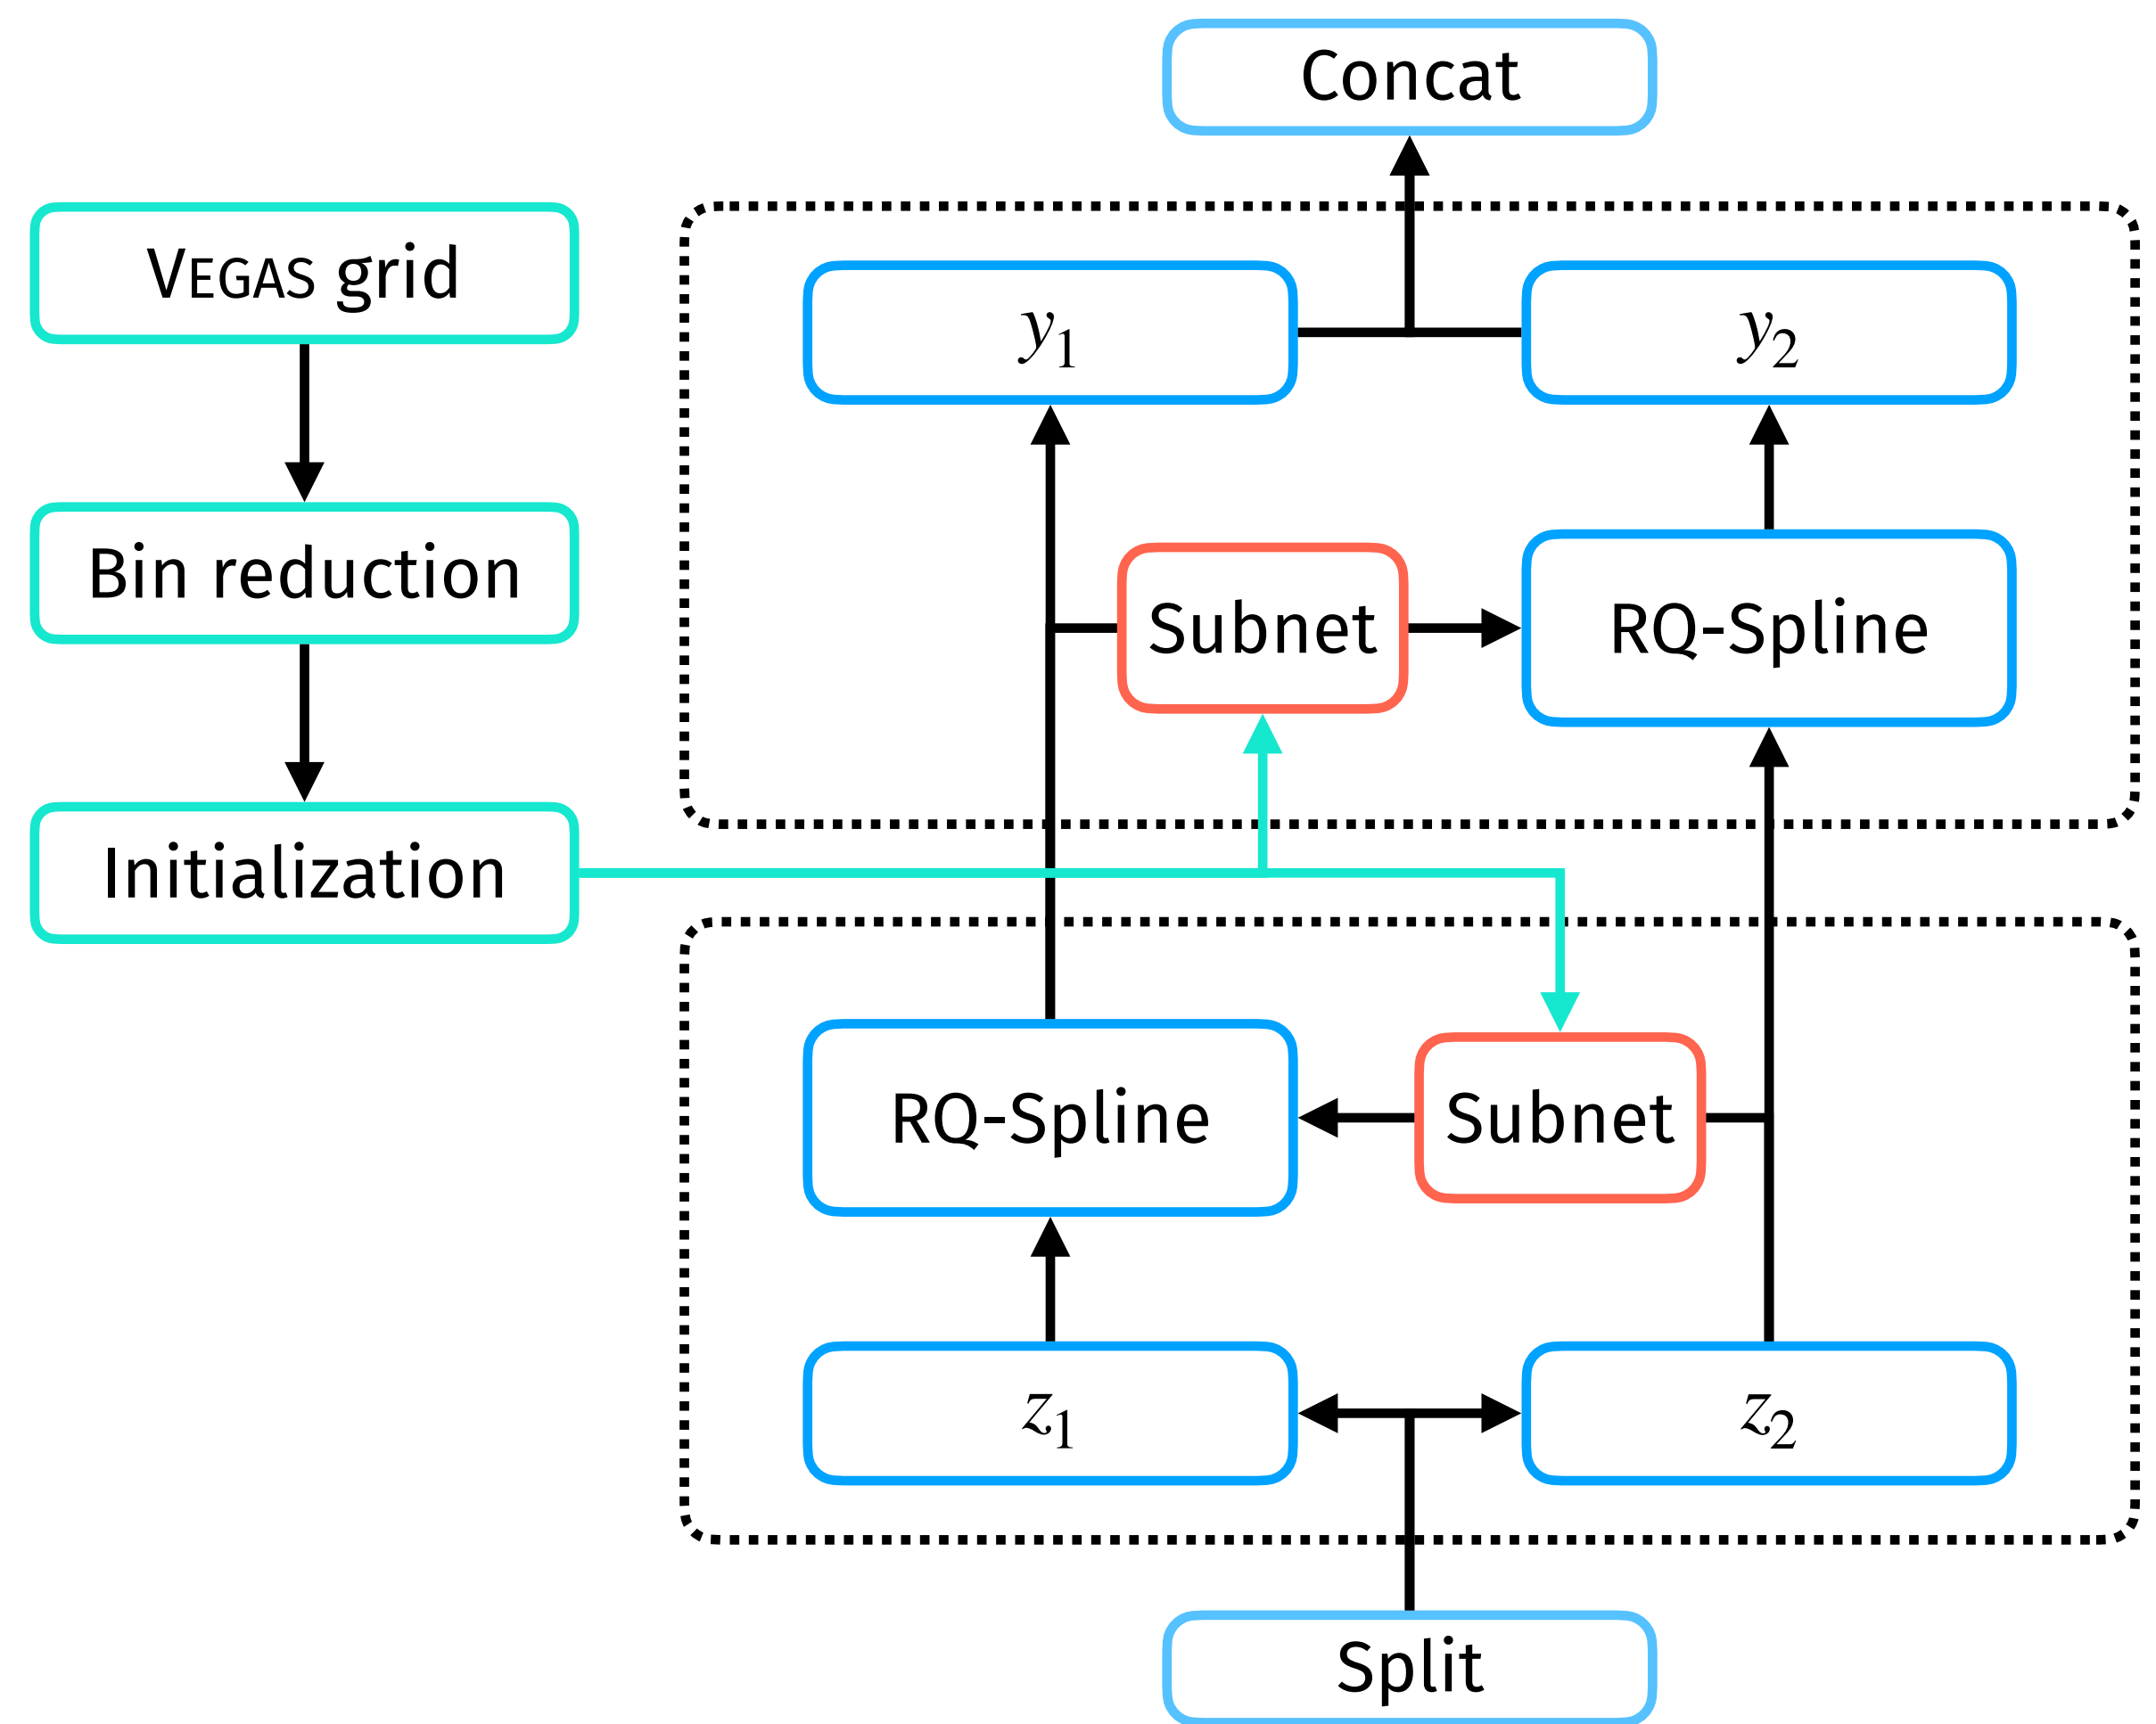 Concat
VEGAS grid
y1
y2
Bin reduction
Subnet
RQ-Spline
Initialization
RQ-Spline
Subnet
z1
z2
Split